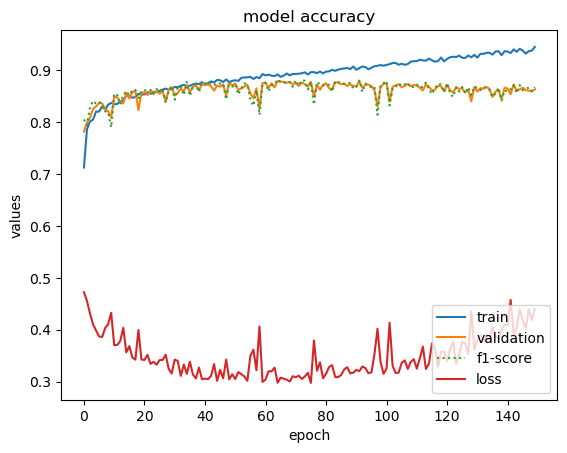 model accuracy
values
0.9
0.8
0.7
0.6
0.5
0.4
0.3
train
validation
f1-score
loss
0 20 40 60 80 100 120 140
epoch